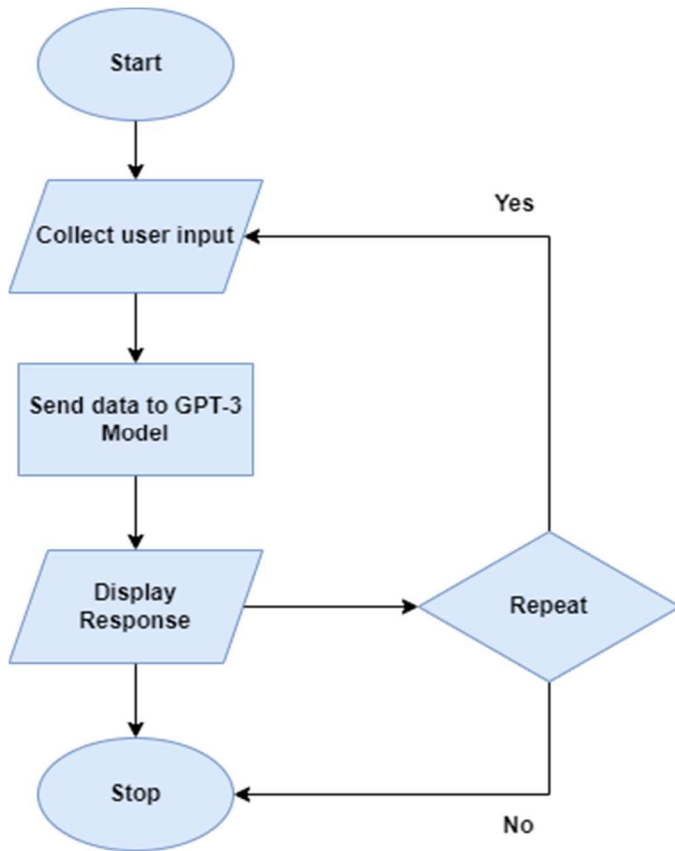 Start
Yes
Collect user input
Send data to GPT-3
Model
Display
Response
Repeat
Stop
No